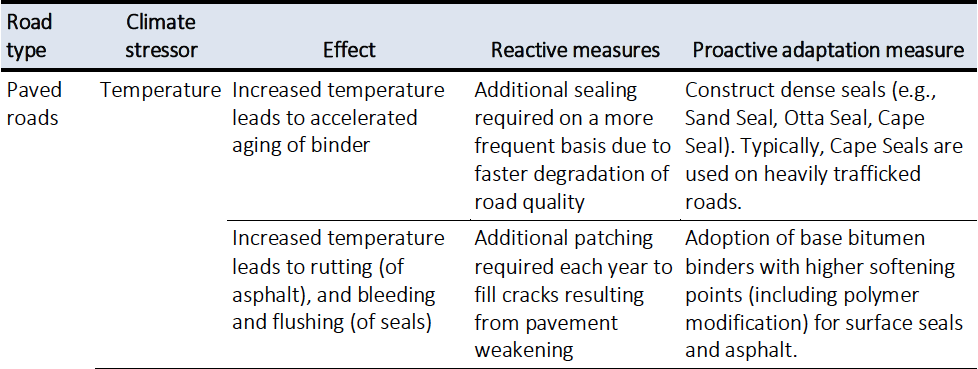 Road type
Climate stressor
Effect
Reactive measures
Proactive adaptation measure
Paved roads
Temperature
Increased temperature
leads to accelerated
aging of binder
Additional sealing
required on a more
frequent basis due to
faster degradation of
road quality
Construct dense seals (e.g.,
Sand Seal, Otta Seal, Cape
Seal). Typically, Cape Seals are
used on heavily trafficked
roads.
Increased temperature
leads to rutting (of
asphalt), and bleeding
and flushing (of seals)
Additional patching
required each year to
fill cracks resulting
from pavement
weakening
Adoption of base bitumen
binders with higher softening
points (including polymer
modification) for surface seals
and asphalt.